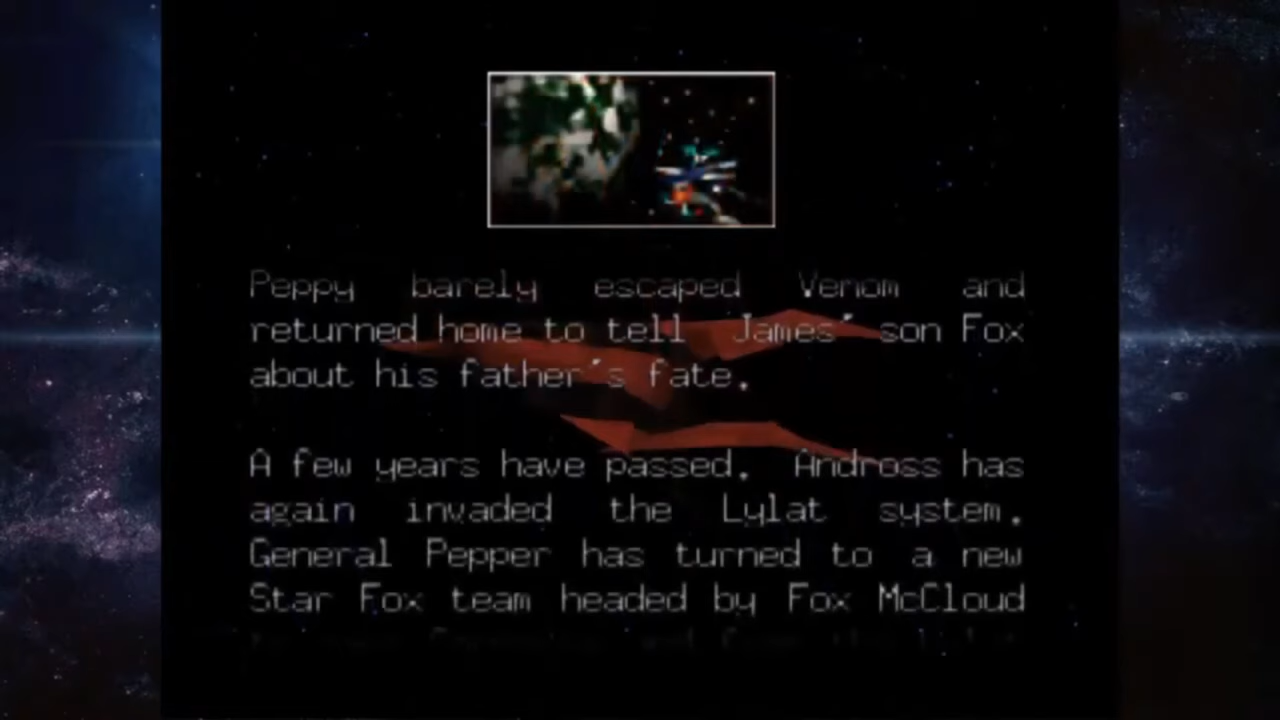 Peppy barely escaped Venom and
returned home to tell James' son Fox
about his father's fate.
A few years have passed. Andross has
again invaded the Lylat system.
General Pepper has turned to a new
Star Fox team headed by Fox McCloud